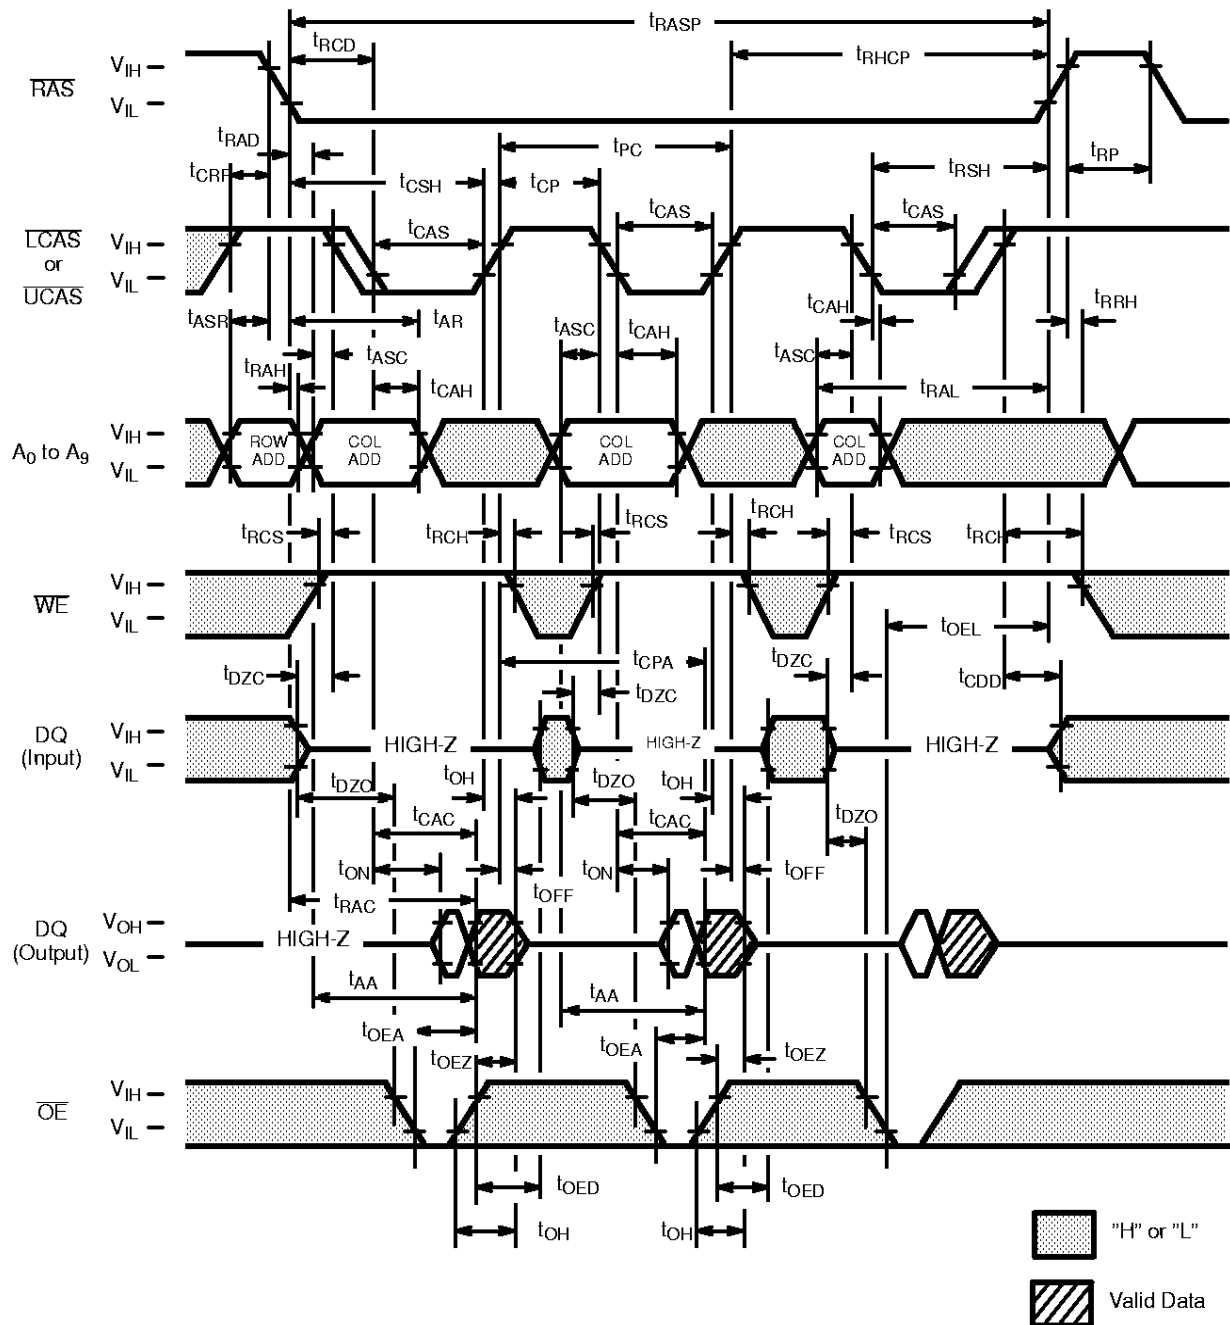 tRASP
tRCD
tRHCP
RAS
VIH
VIL
tRAD
tPC
tRP
tCRP
tCSH
tCP
tRSH
tCAS
tCAS
tCAS
LCAS
or
UCAS
VIH
VIL
tASR
tAR
tASC
tCAH
tCAH
tRRH
tASC
tASC
tRAH
tCAH
tRAL
A0 to A9
VIH
VIL
ROW
ADD
COL
ADD
COL
ADD
COL
ADD
tRCS
tRCH
tRCS
tRCH
tRCS
tRCH
WE
VIH
VIL
tOEL
tCPA
tDZC
tDZC
tDZC
tCDD
DQ
(Input)
VIH
VIL
HIGH-Z
HIGH-Z
HIGH-Z
tDZO
tOH
tDZO
tOH
tDZO
tCAC
tCAC
tON
tOFF
tON
tOFF
tRAC
DQ
(Output)
VOH
VOL
HIGH-Z
tAA
tAA
tOEA
tOEZ
tOEA
tOEZ
OE
VIH
VIL
tOED
tOED
tOH
tOH
"H" or "L"
Valid Data